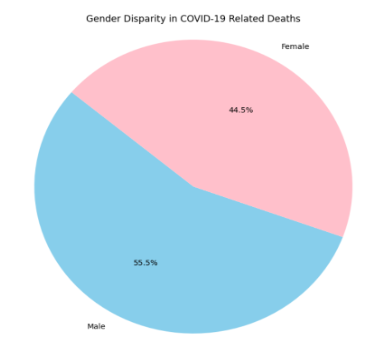 Gender Disparity in COVID-19 Related Deaths
Female
44.5%
55.5%
Male